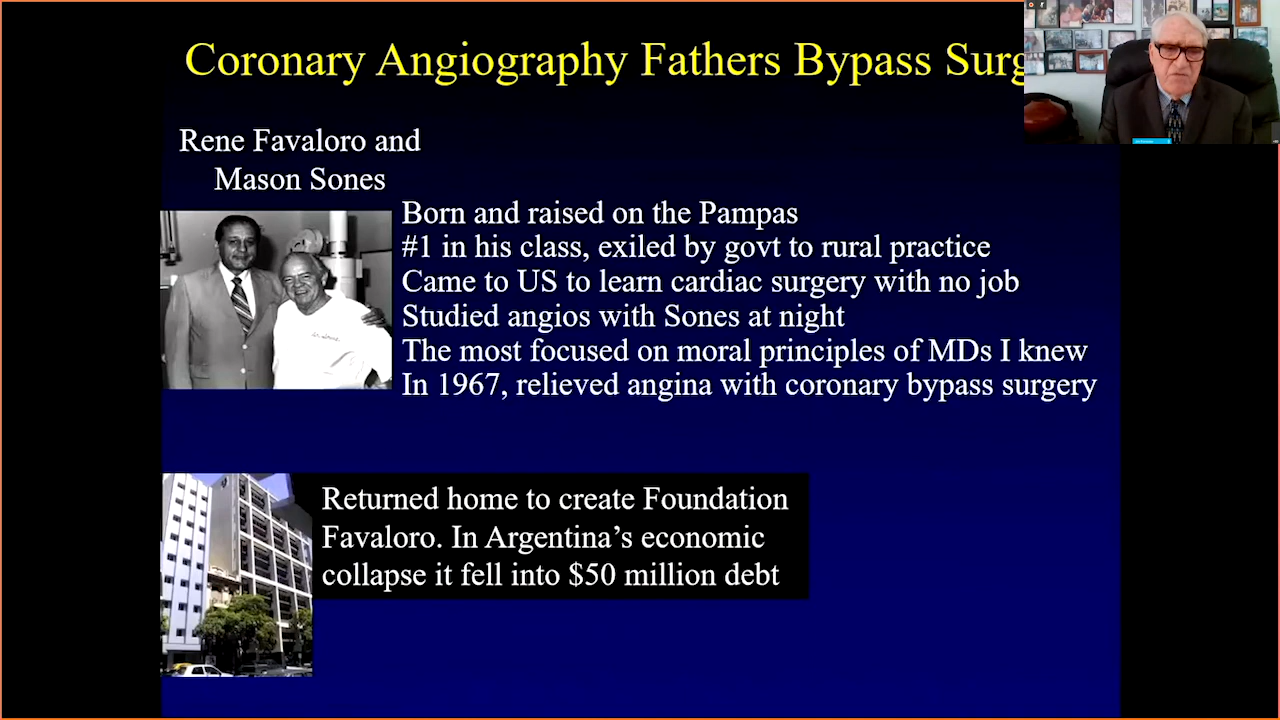 Coronary Angiography Fathers Bypass Surg
Rene Favaloro and
Mason Sones
Born and raised on the Pampas
#1 in his class, exiled by govt to rural practice
Came to US to learn cardiac surgery with no job
Studied angios with Sones at night
The most focused on moral principles of MDs I knew
In 1967, relieved angina with coronary bypass surgery
Returned home to create Foundation
Favaloro. In Argentina’s economic
collapse it fell into $50 million debt